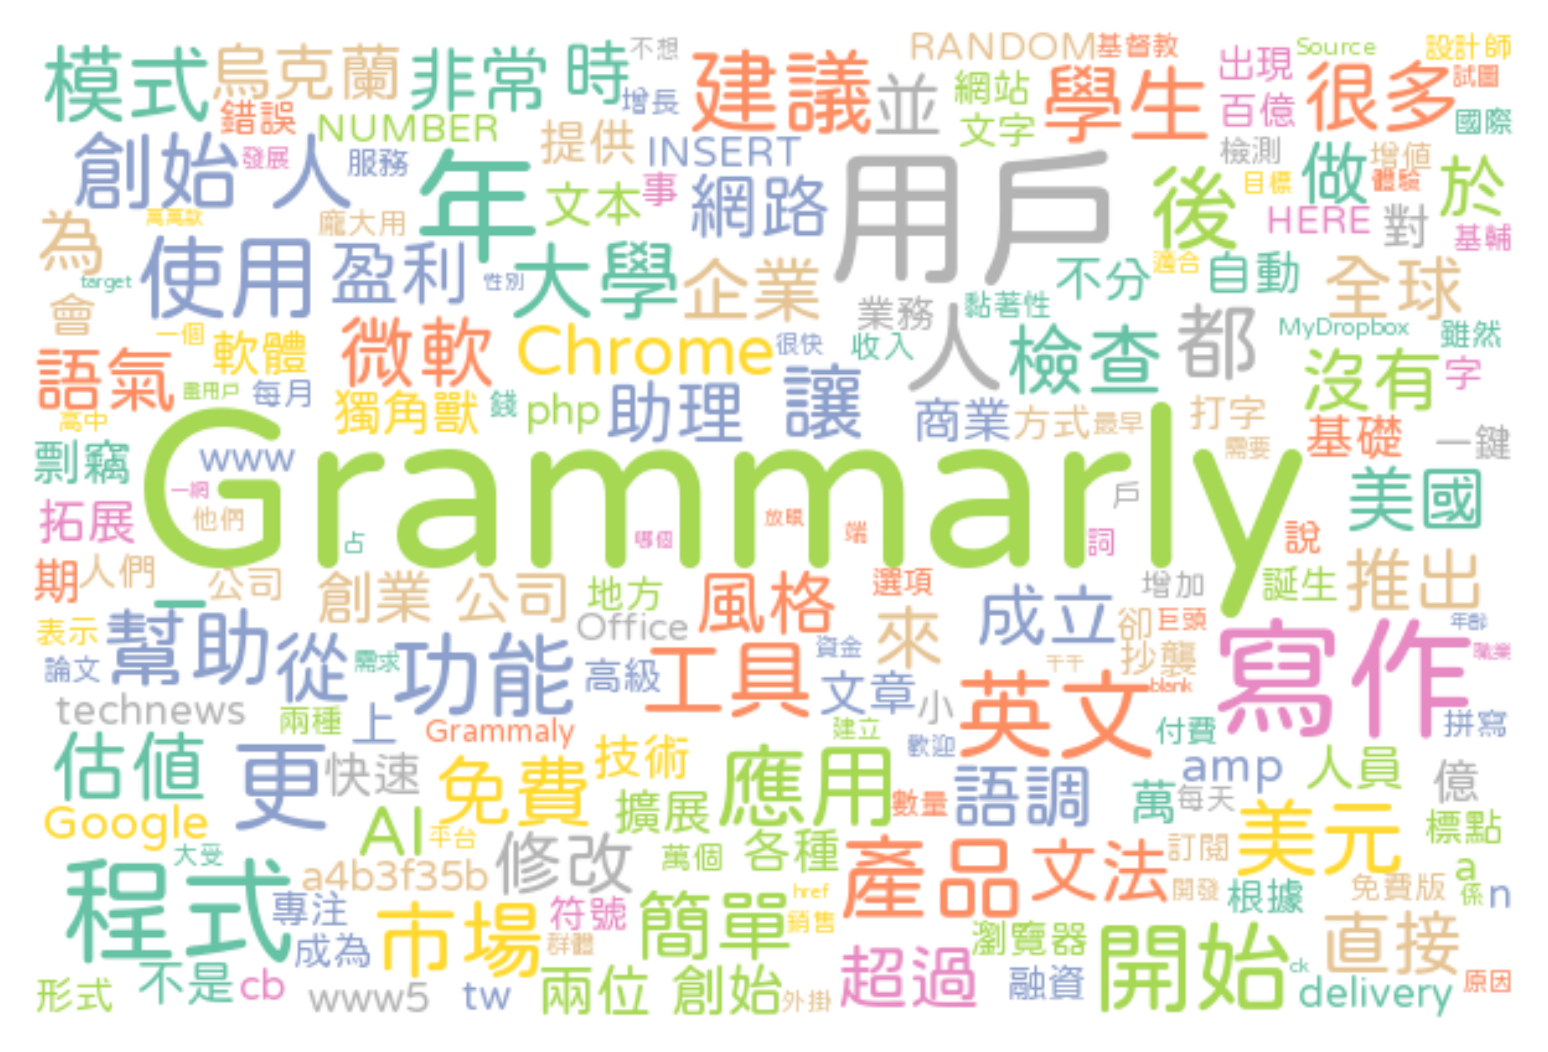 模式 烏克蘭 非常 時 不想 建議 並 RANDOM 基督教 學生 出現 Source 很多 設計師
錯誤 NUMBER 增長 提供 網站 文字 百億 試圖 國際
創始人 發展 服務 年 INSERT 用戶 檢測 做 增值 於
文本 事 網路 後 目標 體驗
為 萬萬款 龐大用 HERE 對 基輔
使用 盈利 性別 大學 企業 不分 適合 自動 全球
target 會 業務 黏著性 人 都 MyDropbox 雖然
語氣 一個 軟體 微軟 Chrome 很快 收入 檢查 沒有 字
盡用戶 每月 獨角獸 錢 php 助理 讓 商業 方式 最早 打字
高中 需要 基礎 一鍵
剽竊 www Grammarly 美國
拓展 一網 他們 戶
占 哪個 放眼 端 詞 說
期 人們 公司 創業 公司 地方 風格 選項 增加 誕生 推出
_ 表示 幫助 從 Office 來 成立 卻 巨頭 年齡
論文 需求 功能 高級 工具 資金 文章 小 干干 抄襲 寫作 職業
technews 兩種 上 Grammaly 建立 歡迎 英文 blank 付費 拼寫
估值 更 快速 免費 技術 應用 語調 amp 人員 億
Google AI 平台 擴展 數量 萬 每天 美元 標點
大受 a4b3f35b 修改 萬個 各種 產品 文法 訂閱 a
程式 專注 市場 符號 簡單 href 銷售 開發 根據 免費版 係 n
成為 群體 瀏覽器 開始 直接
形式 不是 cb www5 tw 兩位 創始 外掛 超過 融資 ck delivery 原因